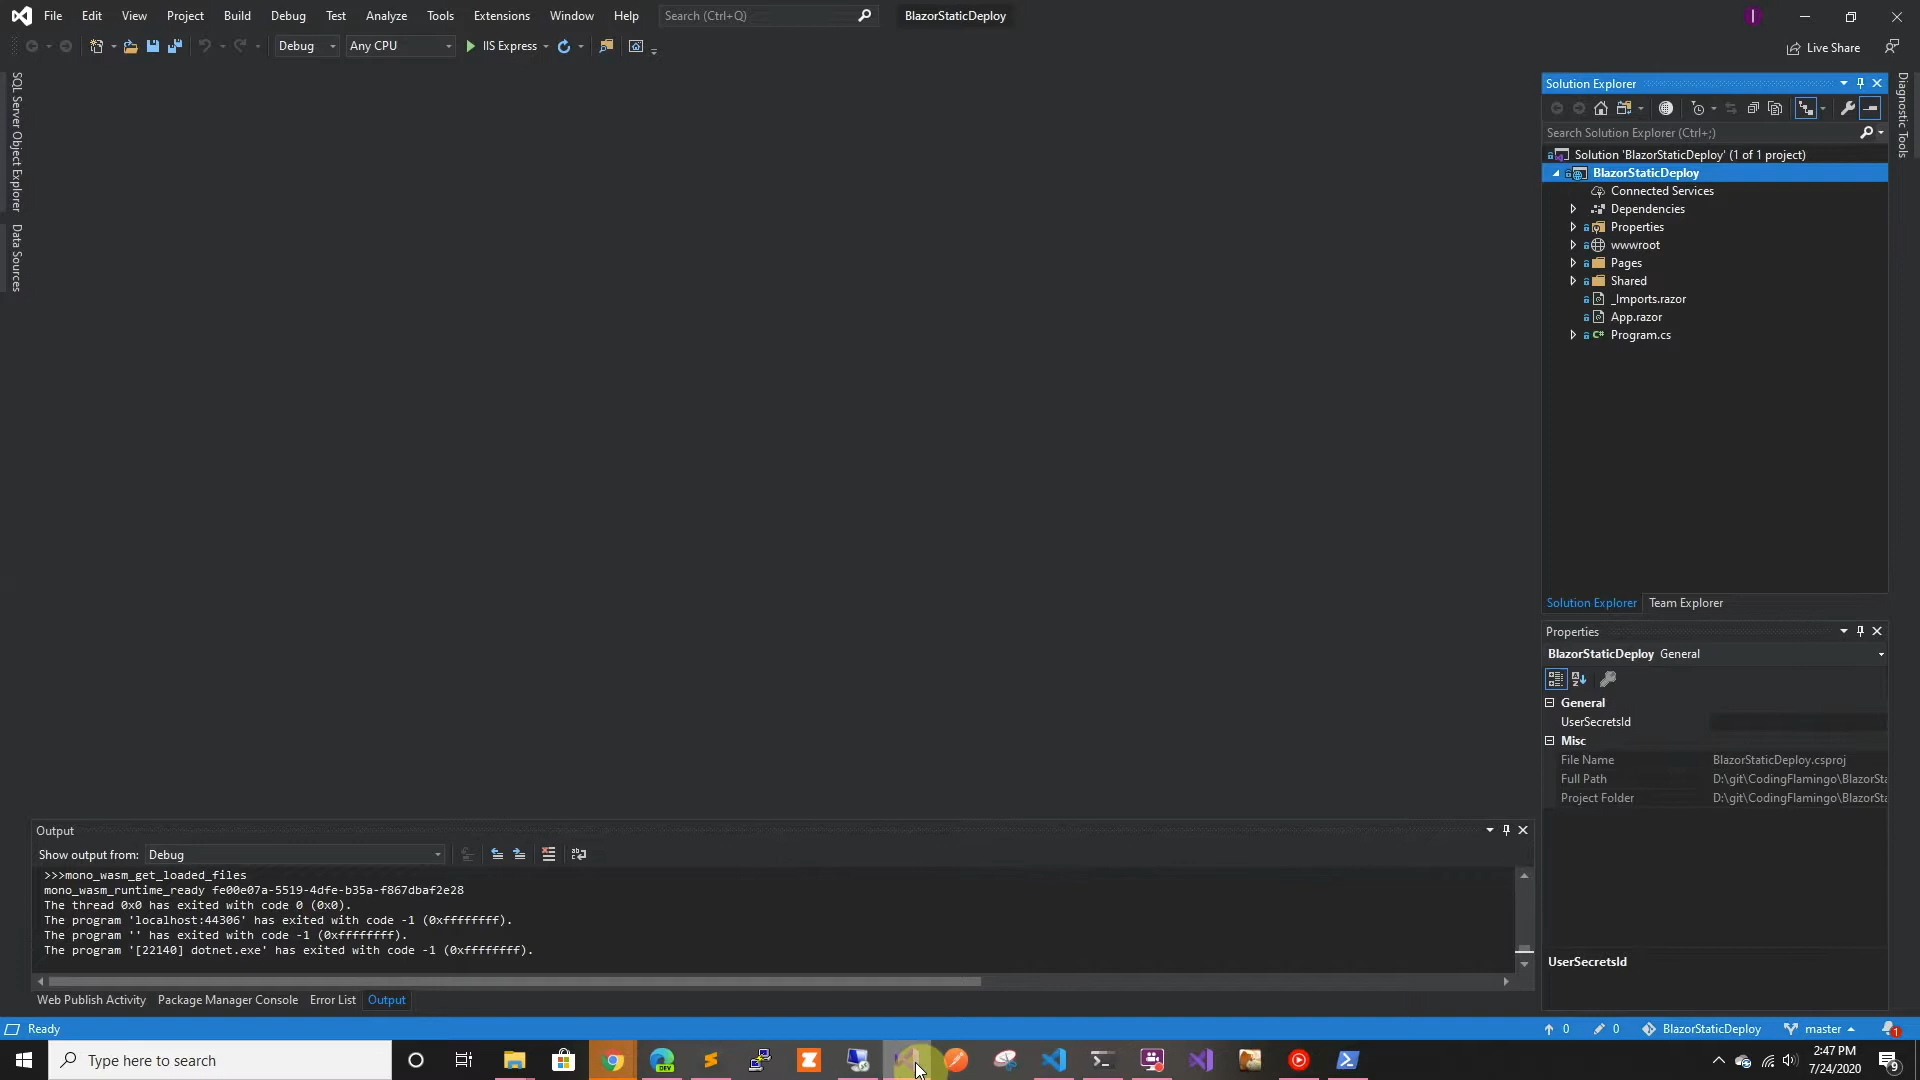 File Edit View Project Build Debug Test Analyze Tools Extensions Window Help Search (Ctrl+Q) BlazorStaticDeploy
Debug Any CPU IIS Express Live Share
SQL Server Object Explorer
Data Sources
Diagnostic Tools
Solution Explorer
Search Solution Explorer (Ctrl+;)
Solution 'BlazorStaticDeploy' (1 of 1 project)
BlazorStaticDeploy
Connected Services
Dependencies
Properties
wwwroot
Pages
Shared
_Imports.razor
App.razor
C# Program.cs
Solution Explorer Team Explorer
Properties
BlazorStaticDeploy General
General
UserSecretsId
Misc
File Name BlazorStaticDeploy.csproj
Full Path D:\git\CodingFlamingo\BlazorSta
Project Folder D:\git\CodingFlamingo\BlazorSta
UserSecretsId
Output
Show output from: Debug
>>>mono_wasm_get_loaded_files
mono_wasm_runtime_ready fe00e07a-5519-4dfe-b35a-f867dbaf2e28
The thread 0x0 has exited with code 0 (0x0).
The program 'localhost:44306' has exited with code -1 (0xffffffff).
The program '' has exited with code -1 (0xffffffff).
The program '[22140] dotnet.exe' has exited with code -1 (0xffffffff).
Web Publish Activity Package Manager Console Error List Output
Ready 0 0 BlazorStaticDeploy master 1
Type here to search DEV 2:47 PM
7/24/2020 9